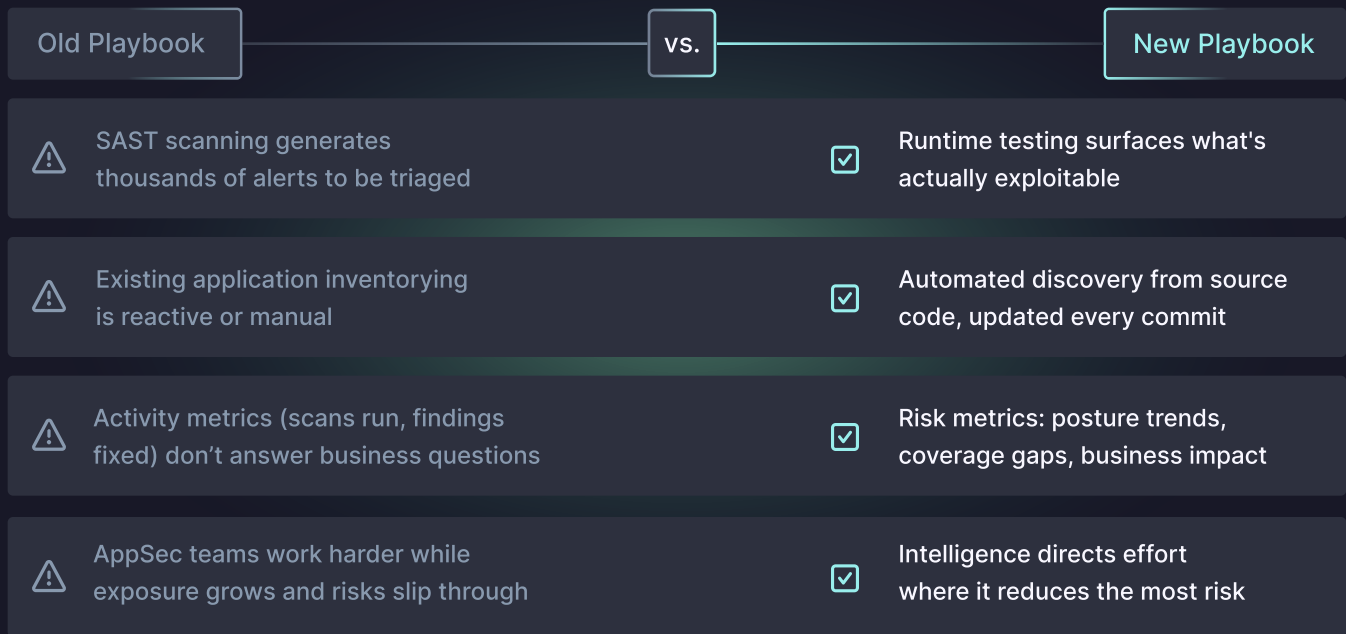 Old Playbook
vs.
New Playbook
SAST scanning generates
thousands of alerts to be triaged
Runtime testing surfaces what's
actually exploitable
Existing application inventorying
is reactive or manual
Automated discovery from source
code, updated every commit
Activity metrics (scans run, findings
fixed) don’t answer business questions
Risk metrics: posture trends,
coverage gaps, business impact
AppSec teams work harder while
exposure grows and risks slip through
Intelligence directs effort
where it reduces the most risk